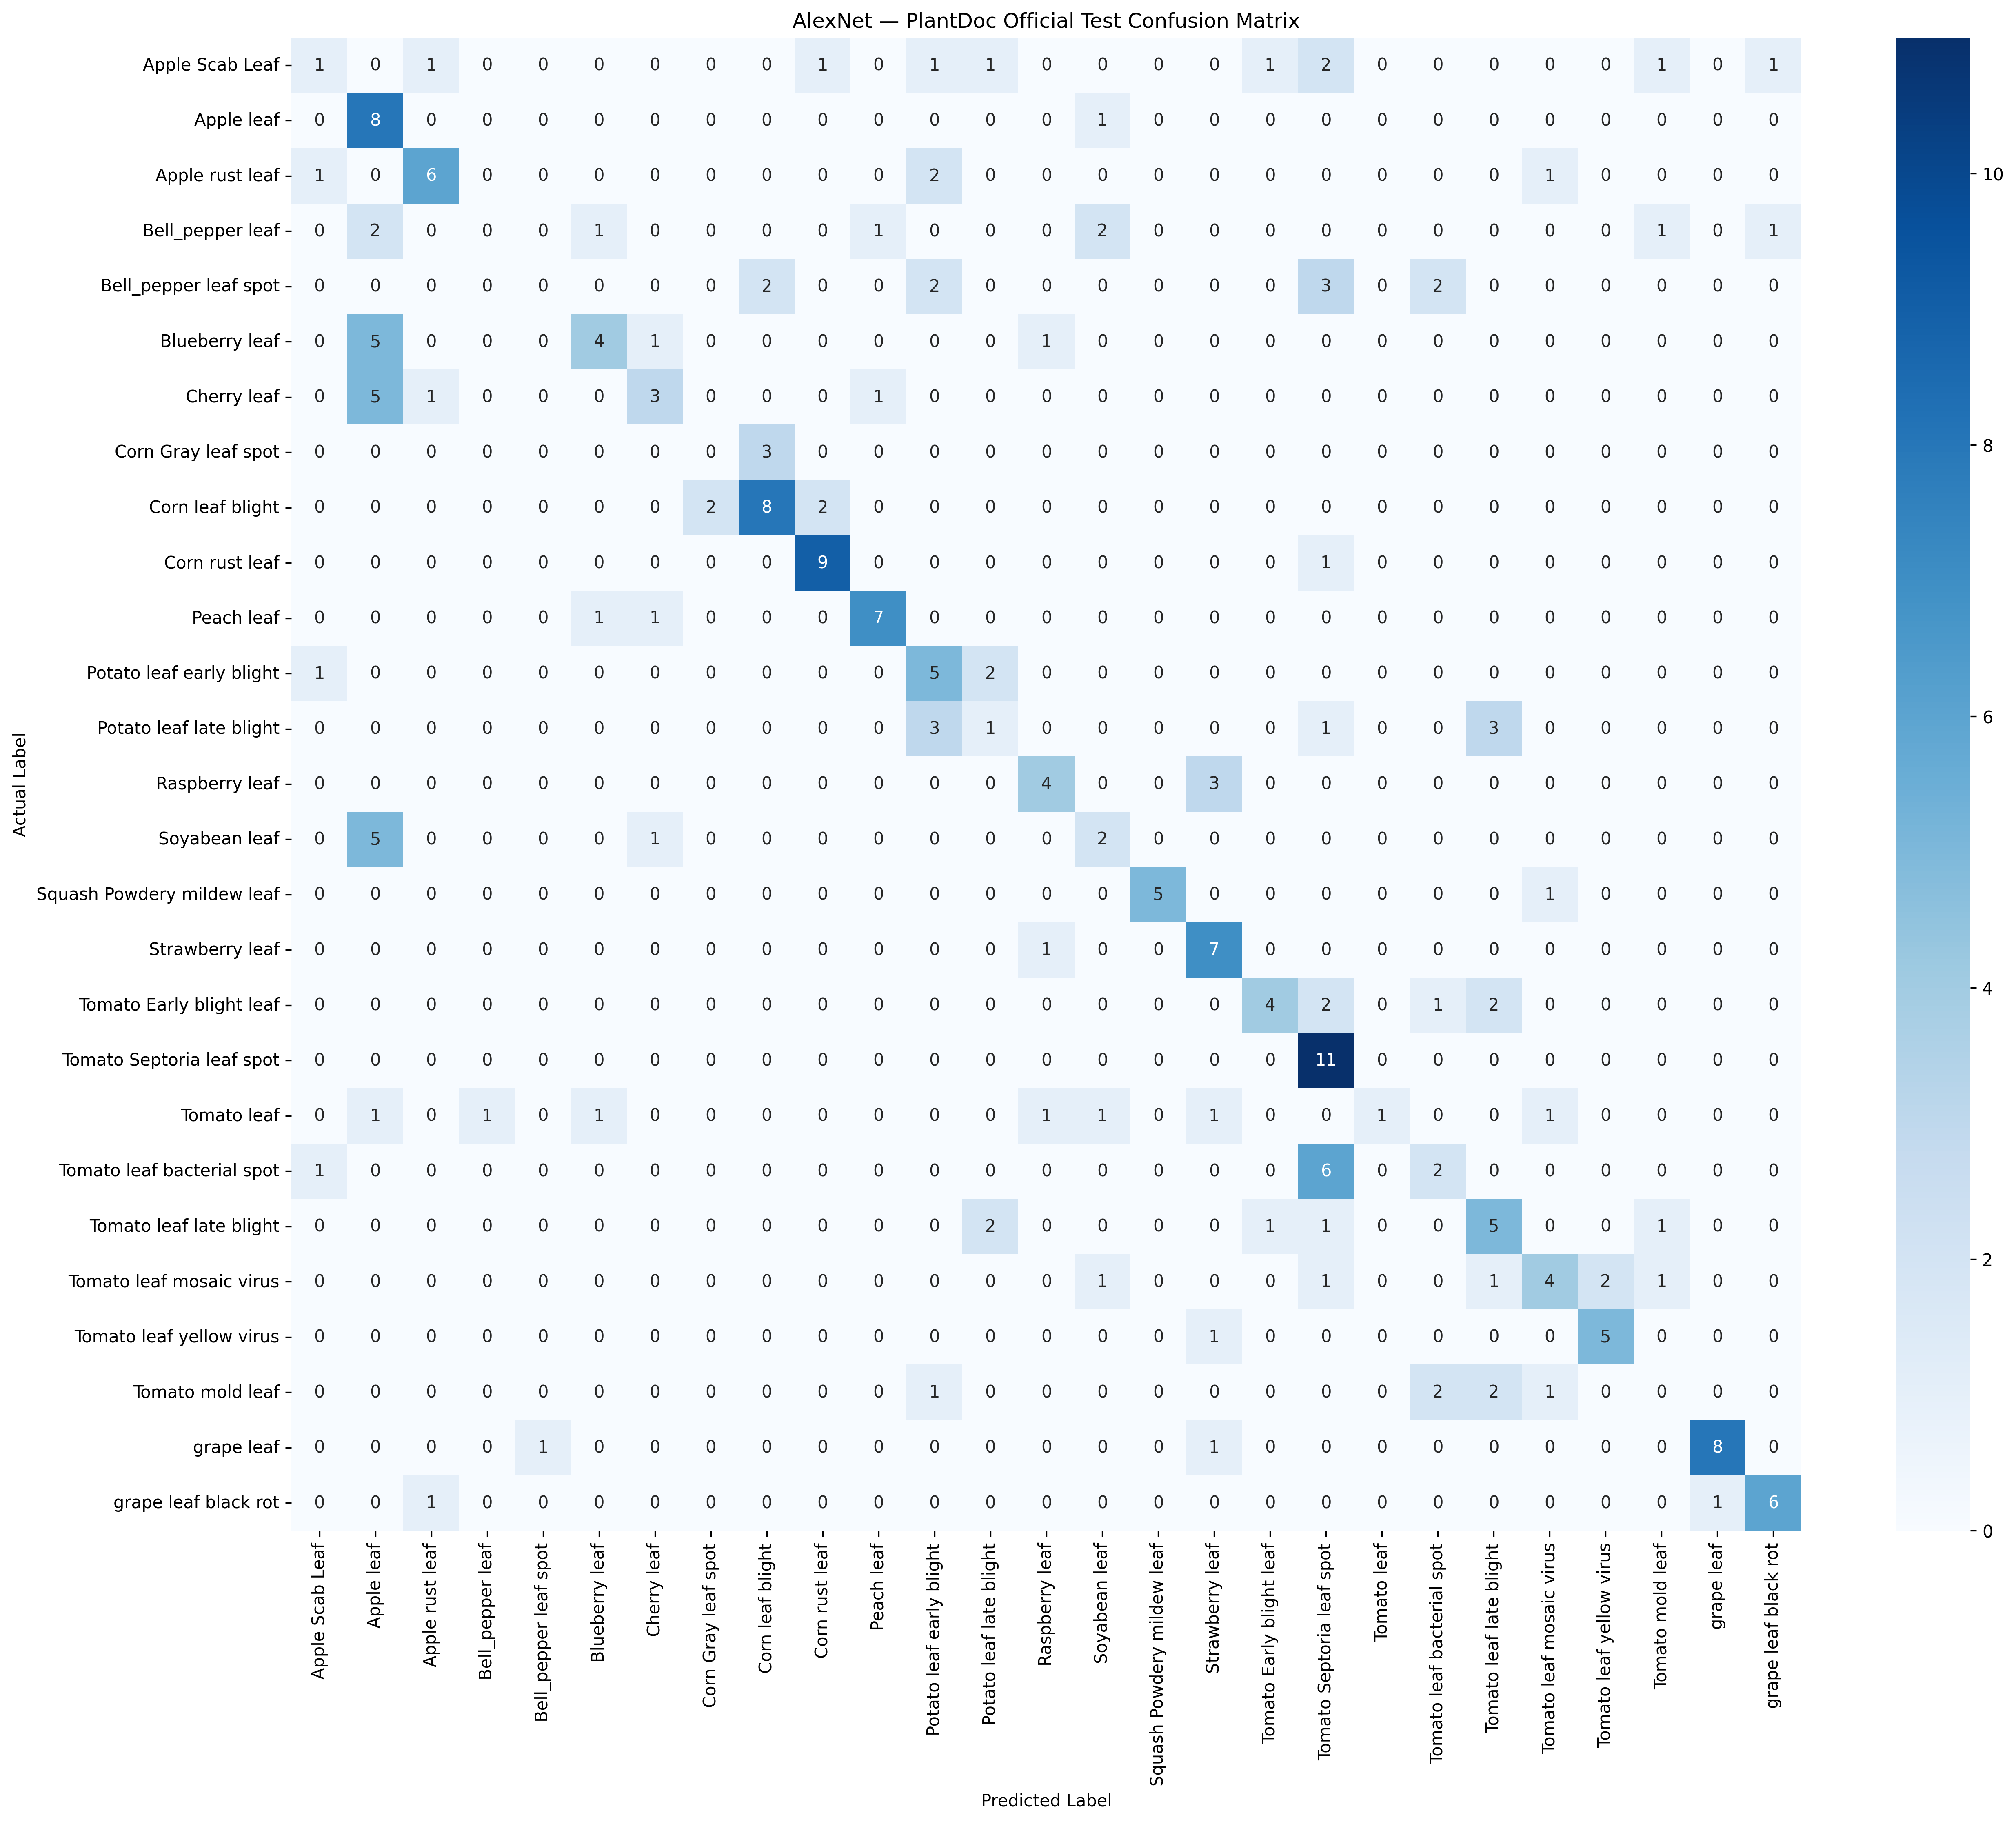 AlexNet — PlantDoc Official Test Confusion Matrix
Apple Scab Leaf 1 0 1 0 0 0 0 0 0 1 0 1 1 0 0 0 0 1 2 0 0 0 0 0 1 0 1
Apple leaf 0 8 0 0 0 0 0 0 0 0 0 0 0 0 1 0 0 0 0 0 0 0 0 0 0 0 0
Apple rust leaf 1 0 6 0 0 0 0 0 0 0 0 2 0 0 0 0 0 0 0 0 0 0 1 0 0 0 0
Bell_pepper leaf 0 2 0 0 0 1 0 0 0 0 1 0 0 0 2 0 0 0 0 0 0 0 0 0 1 0 1
Bell_pepper leaf spot 0 0 0 0 0 0 0 0 2 0 0 2 0 0 0 0 0 0 3 0 2 0 0 0 0 0 0
Blueberry leaf 0 5 0 0 0 4 1 0 0 0 0 0 0 1 0 0 0 0 0 0 0 0 0 0 0 0 0
Cherry leaf 0 5 1 0 0 0 3 0 0 0 1 0 0 0 0 0 0 0 0 0 0 0 0 0 0 0 0
Corn Gray leaf spot 0 0 0 0 0 0 0 0 3 0 0 0 0 0 0 0 0 0 0 0 0 0 0 0 0 0 0
Corn leaf blight 0 0 0 0 0 0 0 2 8 2 0 0 0 0 0 0 0 0 0 0 0 0 0 0 0 0 0
Corn rust leaf 0 0 0 0 0 0 0 0 0 9 0 0 0 0 0 0 0 0 1 0 0 0 0 0 0 0 0
Peach leaf 0 0 0 0 0 1 1 0 0 0 7 0 0 0 0 0 0 0 0 0 0 0 0 0 0 0 0
Potato leaf early blight 1 0 0 0 0 0 0 0 0 0 0 5 2 0 0 0 0 0 0 0 0 0 0 0 0 0 0
Potato leaf late blight 0 0 0 0 0 0 0 0 0 0 0 3 1 0 0 0 0 0 1 0 0 3 0 0 0 0 0
Raspberry leaf 0 0 0 0 0 0 0 0 0 0 0 0 0 4 0 0 3 0 0 0 0 0 0 0 0 0 0
Soyabean leaf 0 5 0 0 0 0 1 0 0 0 0 0 0 0 2 0 0 0 0 0 0 0 0 0 0 0 0
Squash Powdery mildew leaf 0 0 0 0 0 0 0 0 0 0 0 0 0 0 0 5 0 0 0 0 0 0 1 0 0 0 0
Strawberry leaf 0 0 0 0 0 0 0 0 0 0 0 0 0 1 0 0 7 0 0 0 0 0 0 0 0 0 0
Tomato Early blight leaf 0 0 0 0 0 0 0 0 0 0 0 0 0 0 0 0 0 4 2 0 1 2 0 0 0 0 0
Tomato Septoria leaf spot 0 0 0 0 0 0 0 0 0 0 0 0 0 0 0 0 0 0 11 0 0 0 0 0 0 0 0
Tomato leaf 0 1 0 1 0 1 0 0 0 0 0 0 0 1 1 0 1 0 0 1 0 0 1 0 0 0 0
Tomato leaf bacterial spot 1 0 0 0 0 0 0 0 0 0 0 0 0 0 0 0 0 0 6 0 2 0 0 0 0 0 0
Tomato leaf late blight 0 0 0 0 0 0 0 0 0 0 0 0 2 0 0 0 0 1 1 0 0 5 0 0 1 0 0
Tomato leaf mosaic virus 0 0 0 0 0 0 0 0 0 0 0 0 0 0 1 0 0 0 1 0 0 1 4 2 1 0 0
Tomato leaf yellow virus 0 0 0 0 0 0 0 0 0 0 0 0 0 0 0 0 1 0 0 0 0 0 0 5 0 0 0
Tomato mold leaf 0 0 0 0 0 0 0 0 0 0 0 1 0 0 0 0 0 0 0 0 2 2 1 0 0 0 0
grape leaf 0 0 0 0 1 0 0 0 0 0 0 0 0 0 0 0 1 0 0 0 0 0 0 0 0 8 0
grape leaf black rot 0 0 1 0 0 0 0 0 0 0 0 0 0 0 0 0 0 0 0 0 0 0 0 0 0 1 6
Actual Label
Apple Scab Leaf
Apple leaf
Apple rust leaf
Bell_pepper leaf
Bell_pepper leaf spot
Blueberry leaf
Cherry leaf
Corn Gray leaf spot
Corn leaf blight
Corn rust leaf
Peach leaf
Potato leaf early blight
Potato leaf late blight
Raspberry leaf
Soyabean leaf
Squash Powdery mildew leaf
Strawberry leaf
Tomato Early blight leaf
Tomato Septoria leaf spot
Tomato leaf
Tomato leaf bacterial spot
Tomato leaf late blight
Tomato leaf mosaic virus
Tomato leaf yellow virus
Tomato mold leaf
grape leaf
grape leaf black rot
Predicted Label
10
8
6
4
2
0